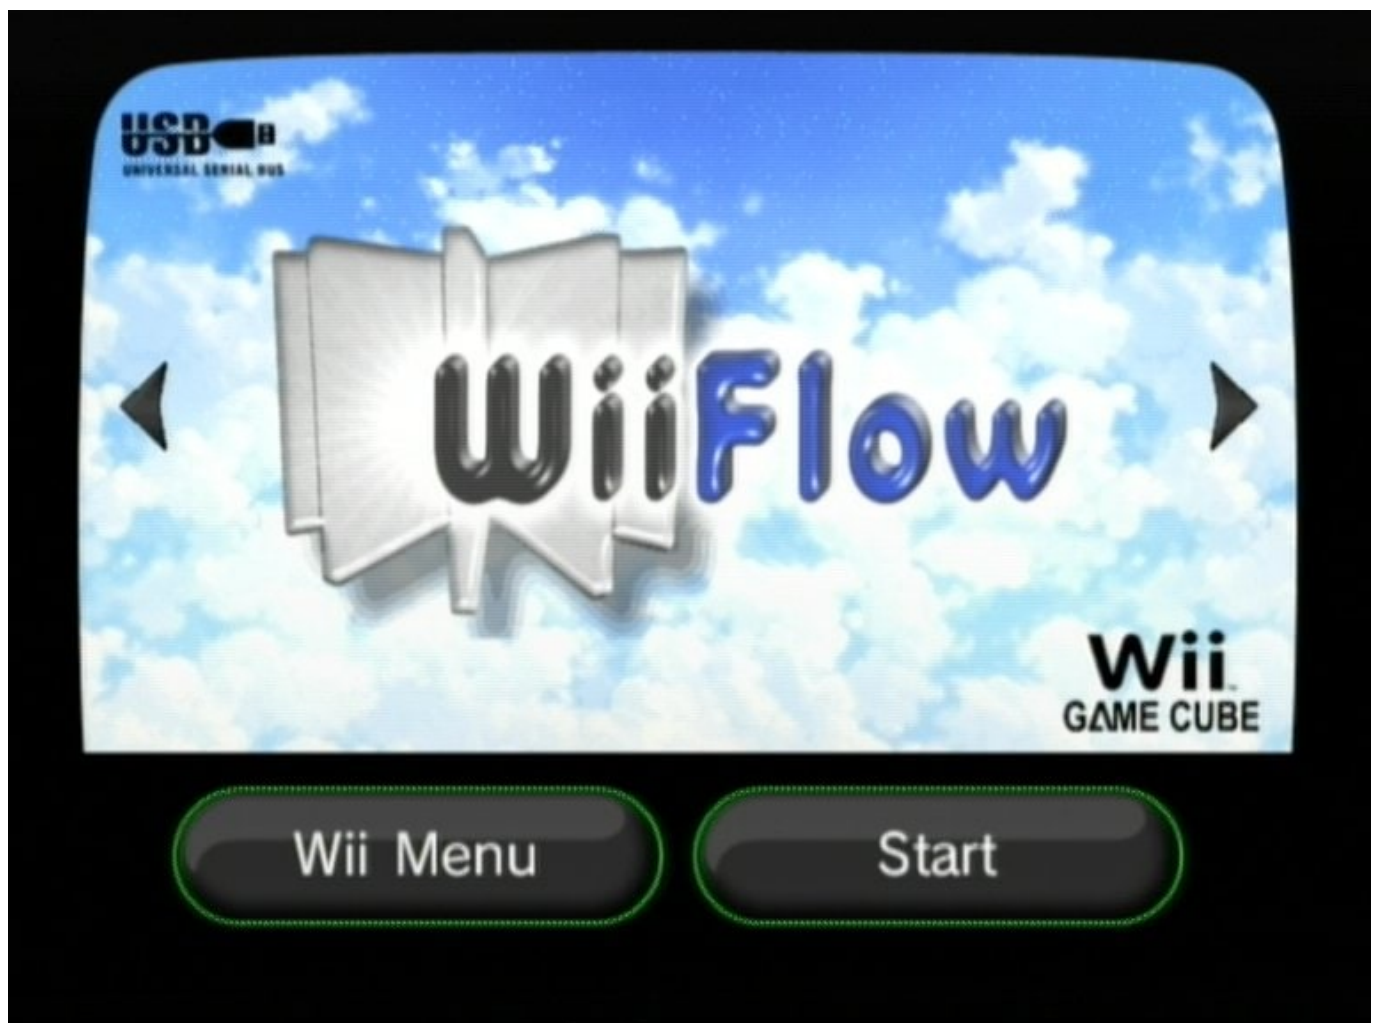 USB
UNIVERSAL SERIAL BUS
WiiFlow
Wii
GAME CUBE
Wii Menu
Start